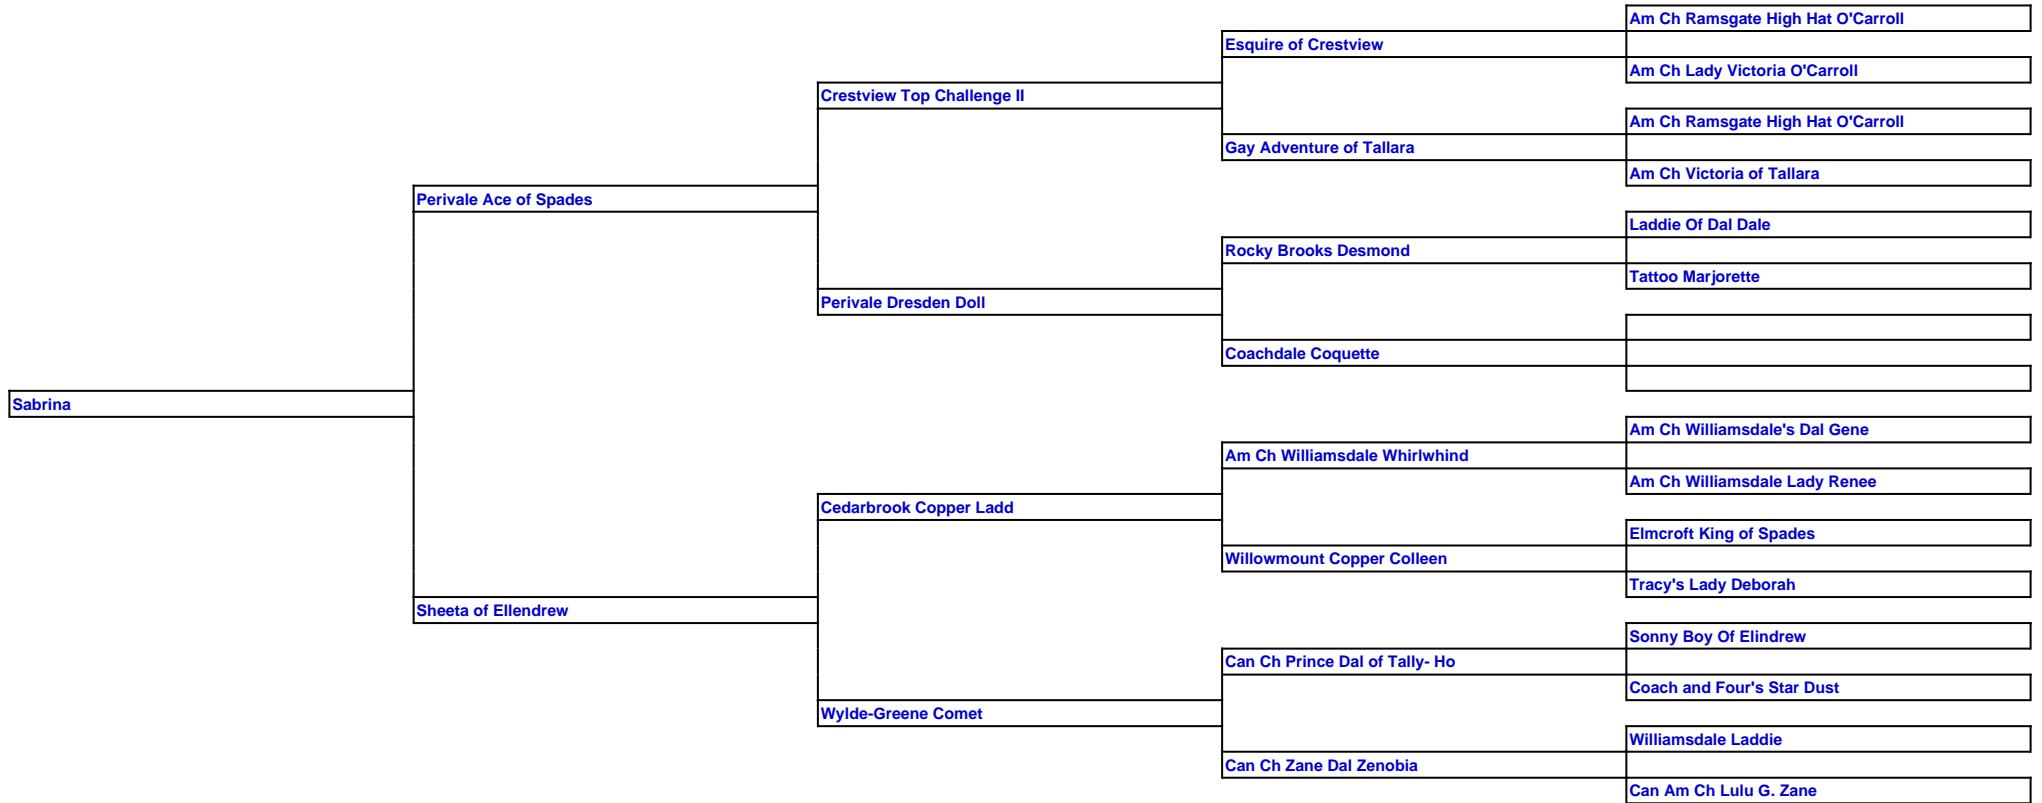 Am Ch Ramsgate High Hat O'Carroll
Esquire of Crestview
Am Ch Lady Victoria O'Carroll
Crestview Top Challenge II
Am Ch Ramsgate High Hat O'Carroll
Gay Adventure of Tallara
Am Ch Victoria of Tallara
Perivale Ace of Spades
Laddie Of Dal Dale
Rocky Brooks Desmond
Tattoo Marjorette
Perivale Dresden Doll
Coachdale Coquette
Sabrina
Am Ch Williamsdale's Dal Gene
Am Ch Williamsdale Whirlwhind
Am Ch Williamsdale Lady Renee
Cedarbrook Copper Ladd
Elmcroft King of Spades
Willowmount Copper Colleen
Tracy's Lady Deborah
Sheeta of Ellendrew
Sonny Boy Of Elindrew
Can Ch Prince Dal of Tally- Ho
Coach and Four's Star Dust
Wylde-Greene Comet
Williamsdale Laddie
Can Ch Zane Dal Zenobia
Can Am Ch Lulu G. Zane